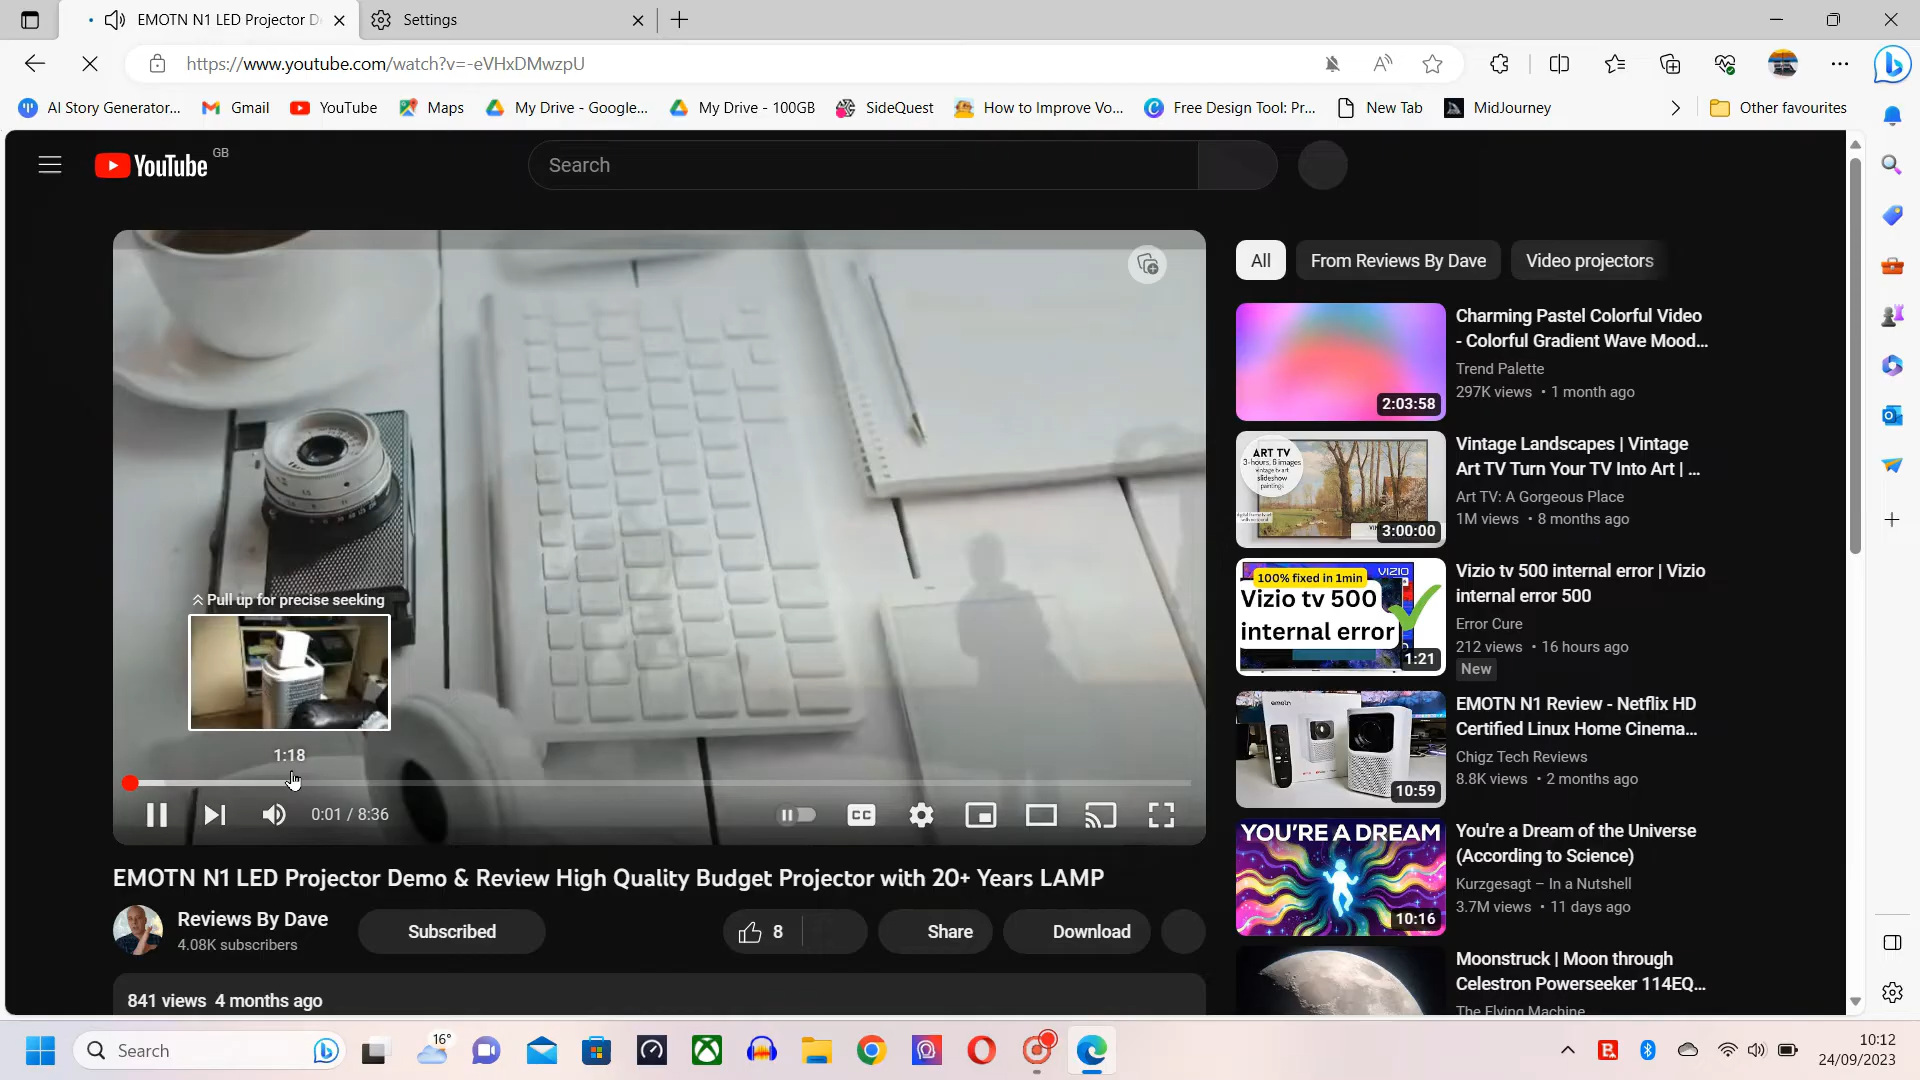 EMOTN N1 LED Projector D
Settings
https://www.youtube.com/watch?v=-eVHxDMwzpU
AI Story Generator...
Gmail
YouTube
Maps
My Drive - Google...
My Drive - 100GB
SideQuest
How to Improve Vo...
Free Design Tool: Pr...
New Tab
MidJourney
Other favourites
YouTube GB
Search
All
From Reviews By Dave
Video projectors
Charming Pastel Colorful Video
- Colorful Gradient Wave Mood...
Trend Palette
297K views • 1 month ago
2:03:58
ART TV
3-hours, 6 images
vintage tv art
slideshow
paintings
3:00:00
Vintage Landscapes | Vintage
Art TV Turn Your TV Into Art | ...
Art TV: A Gorgeous Place
1M views • 8 months ago
100% fixed in 1min
VIZIO
Vizio tv 500
internal error
1:21
Vizio tv 500 internal error | Vizio
internal error 500
Error Cure
212 views • 16 hours ago
New
emotn
10:59
EMOTN N1 Review - Netflix HD
Certified Linux Home Cinema...
Chigz Tech Reviews
8.8K views • 2 months ago
YOU'RE A DREAM
10:16
You're a Dream of the Universe
(According to Science)
Kurzgesagt – In a Nutshell
3.7M views • 11 days ago
Moonstruck | Moon through
Celestron Powerseeker 114EQ...
The Flying Machine
Pull up for precise seeking
1:18
0:01 / 8:36
CC
EMOTN N1 LED Projector Demo & Review High Quality Budget Projector with 20+ Years LAMP
Reviews By Dave
4.08K subscribers
Subscribed
8
Share
Download
841 views 4 months ago
Search
16°
10:12
24/09/2023